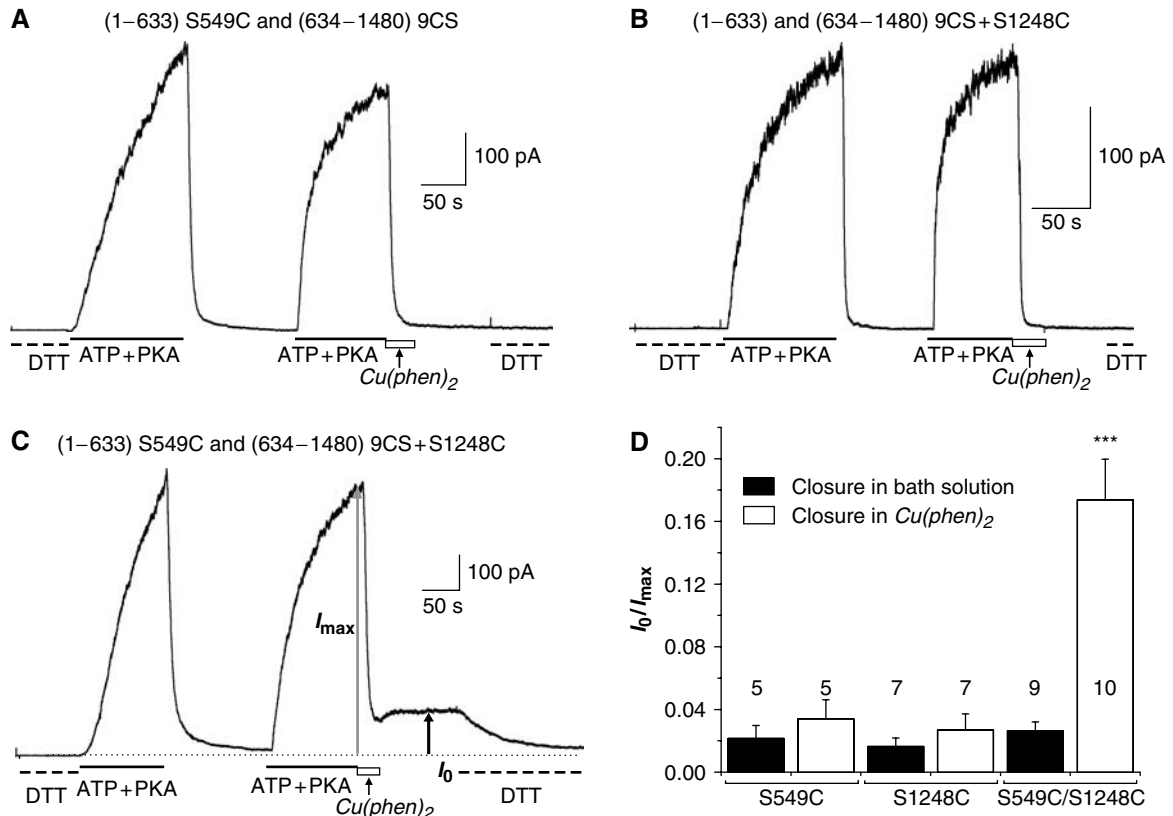 A (1–633) S549C and (634–1480) 9CS
100 pA
50 s
DTT ATP+PKA ATP+PKA DTT
Cu(phen)2
B (1–633) and (634–1480) 9CS+S1248C
100 pA
50 s
DTT ATP+PKA ATP+PKA DTT
Cu(phen)2
C (1–633) S549C and (634–1480) 9CS+S1248C
100 pA
50 s
Imax
I0
DTT ATP+PKA ATP+PKA DTT
Cu(phen)2
D
***
0.20
Closure in bath solution
Closure in Cu(phen)2
0.16
0.12
I0/Imax
0.08
5 5 7 7 9 10
0.04
0.00
S549C S1248C S549C/S1248C